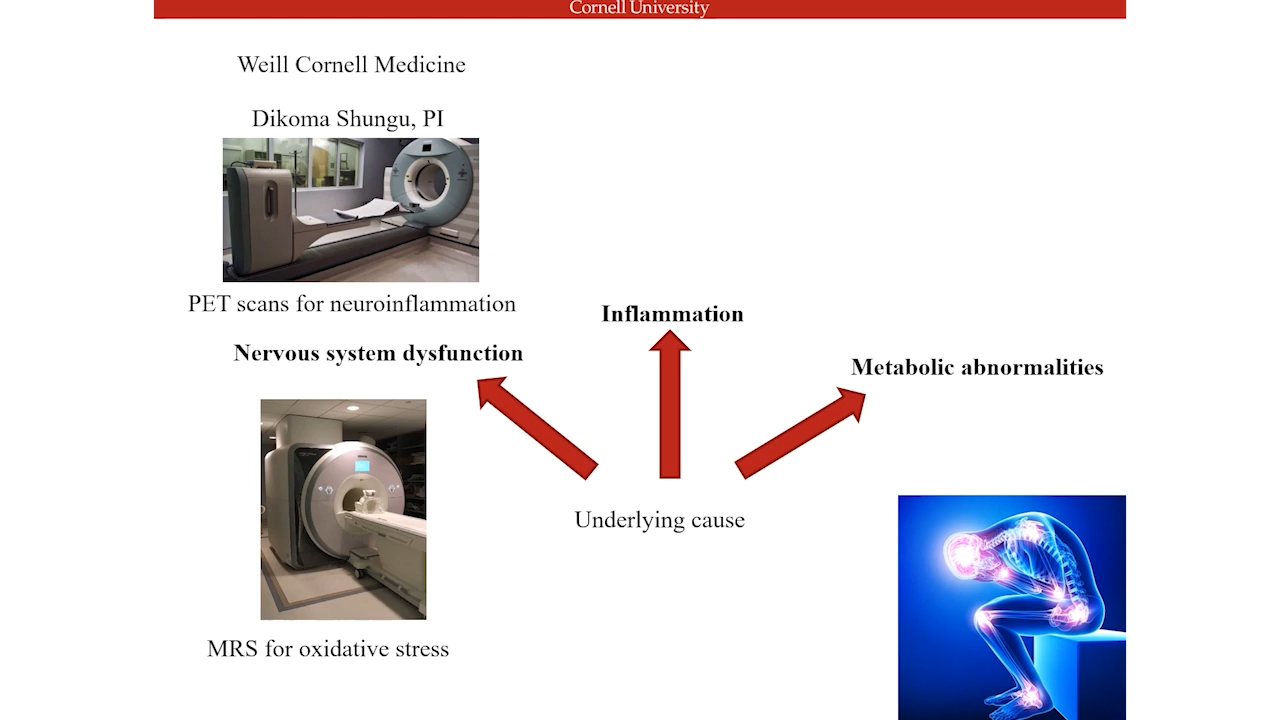 Cornell University
Weill Cornell Medicine
Dikoma Shungu, PI
PET scans for neuroinflammation
Nervous system dysfunction
Inflammation
Metabolic abnormalities
Underlying cause
MRS for oxidative stress